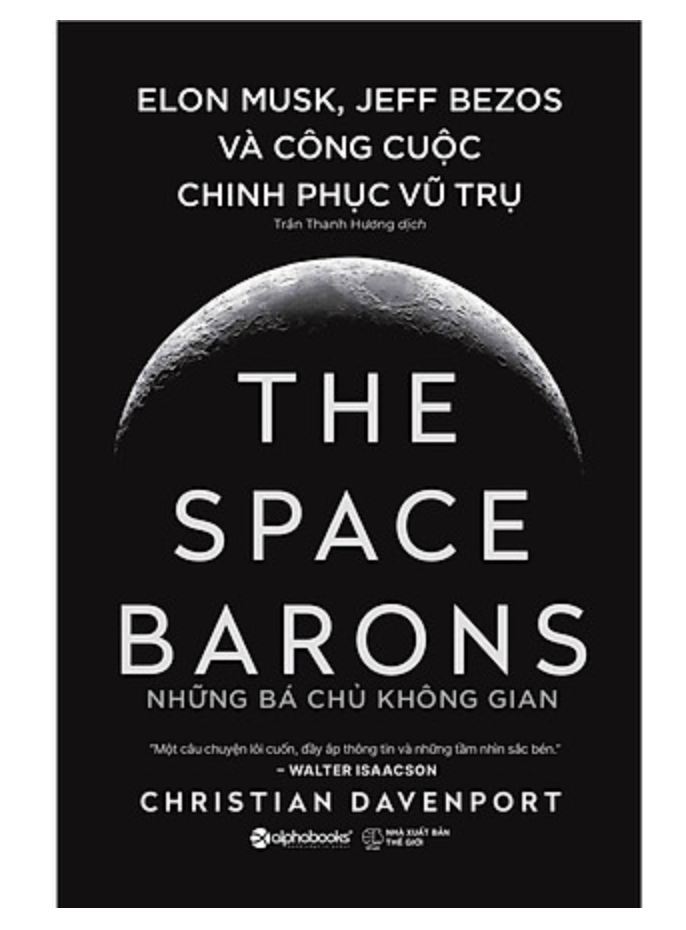 ELON MUSK, JEFF BEZOS
VÀ CÔNG CUỘC
CHINH PHỤC VŨ TRỤ
Trần Thanh Hương dịch
THE
SPACE
BARONS
NHỮNG BÁ CHỦ KHÔNG GIAN
“Một câu chuyện lôi cuốn, đầy ắp thông tin và những tầm nhìn sắc bén.”
– WALTER ISAACSON
CHRISTIAN DAVENPORT
alphabooks®
NHÀ XUẤT BẢN
THẾ GIỚI